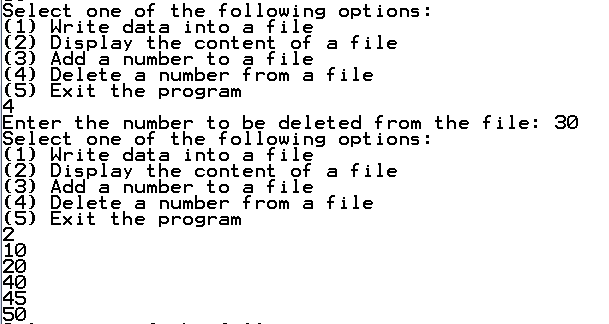 Select one of the following options:
(1) Write data into a file
(2) Display the content of a file
(3) Add a number to a file
(4) Delete a number from a file
(5) Exit the program
4
Enter the number to be deleted from the file: 30
Select one of the following options:
(1) Write data into a file
(2) Display the content of a file
(3) Add a number to a file
(4) Delete a number from a file
(5) Exit the program
2
10
20
40
45
50